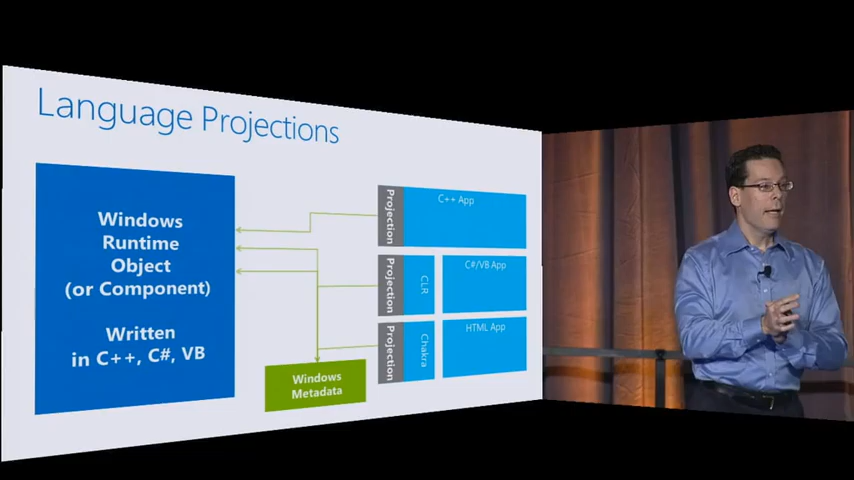 Language Projections
Windows
Runtime
Object
(or Component)
Written
in C++, C#, VB
Projection
C++ App
Projection
CLR
C#/VB App
Projection
Chakra
HTML App
Windows
Metadata